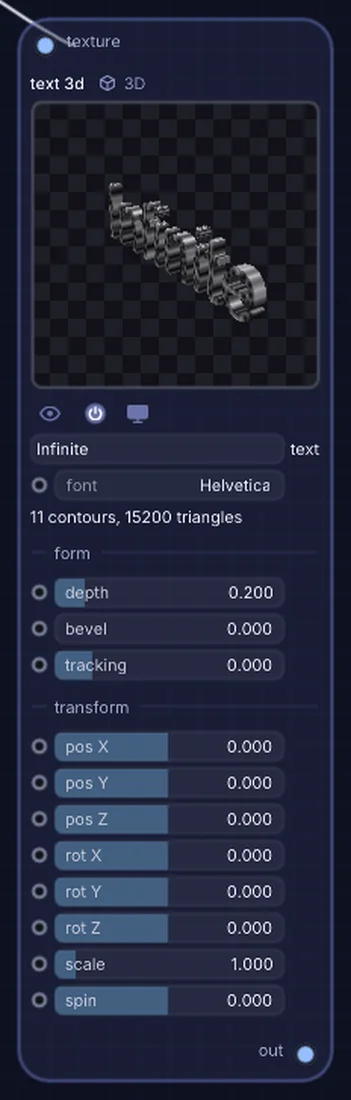 texture
text 3d 3D
Infinite text
font Helvetica
11 contours, 15200 triangles
form
depth 0.200
bevel 0.000
tracking 0.000
transform
pos X 0.000
pos Y 0.000
pos Z 0.000
rot X 0.000
rot Y 0.000
rot Z 0.000
scale 1.000
spin 0.000
out